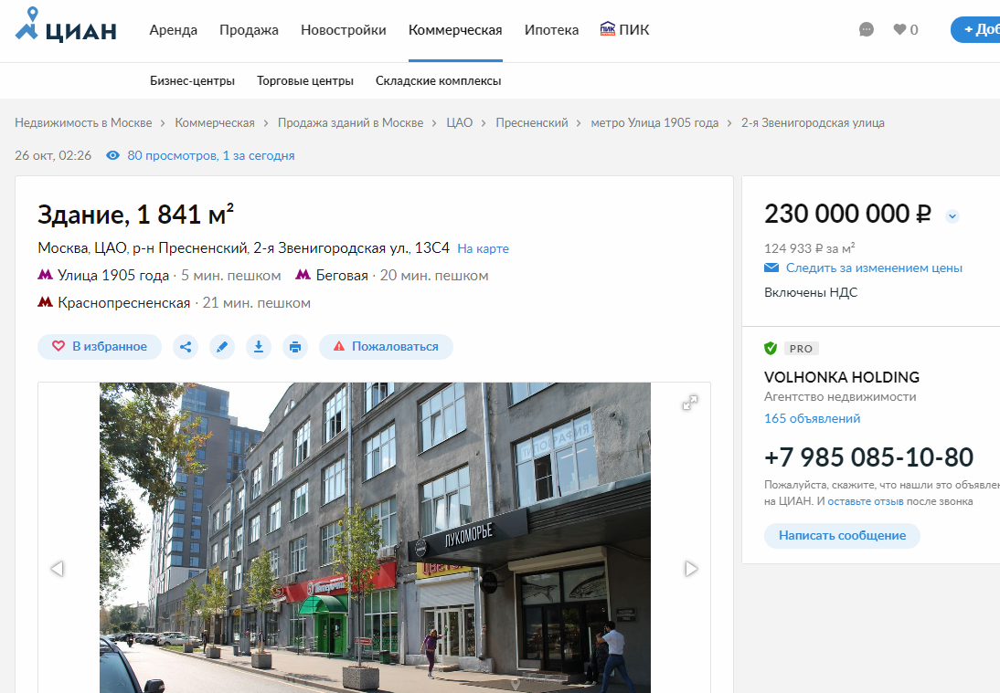 ЦИАН
Аренда Продажа Новостройки Коммерческая Ипотека ПИК ПИК
0
+ Доб
Бизнес-центры Торговые центры Складские комплексы
Недвижимость в Москве > Коммерческая > Продажа зданий в Москве > ЦАО > Пресненский > метро Улица 1905 года > 2-я Звенигородская улица
26 окт, 02:26 80 просмотров, 1 за сегодня
Здание, 1 841 м²
Москва, ЦАО, р-н Пресненский, 2-я Звенигородская ул., 13С4 На карте
Улица 1905 года · 5 мин. пешком Беговая · 20 мин. пешком
Краснопресненская · 21 мин. пешком
В избранное Пожаловаться
ТИПОГРАФИЯ
ЛУКОМОРЬЕ
ЦВЕТЫ
Пятёрочка
230 000 000 ₽
124 933 ₽ за м²
Следить за изменением цены
Включены НДС
PRO
VOLHONKA HOLDING
Агентство недвижимости
165 объявлений
+7 985 085-10-80
Пожалуйста, скажите, что нашли это объявлен
на ЦИАН. И оставьте отзыв после звонка
Написать сообщение